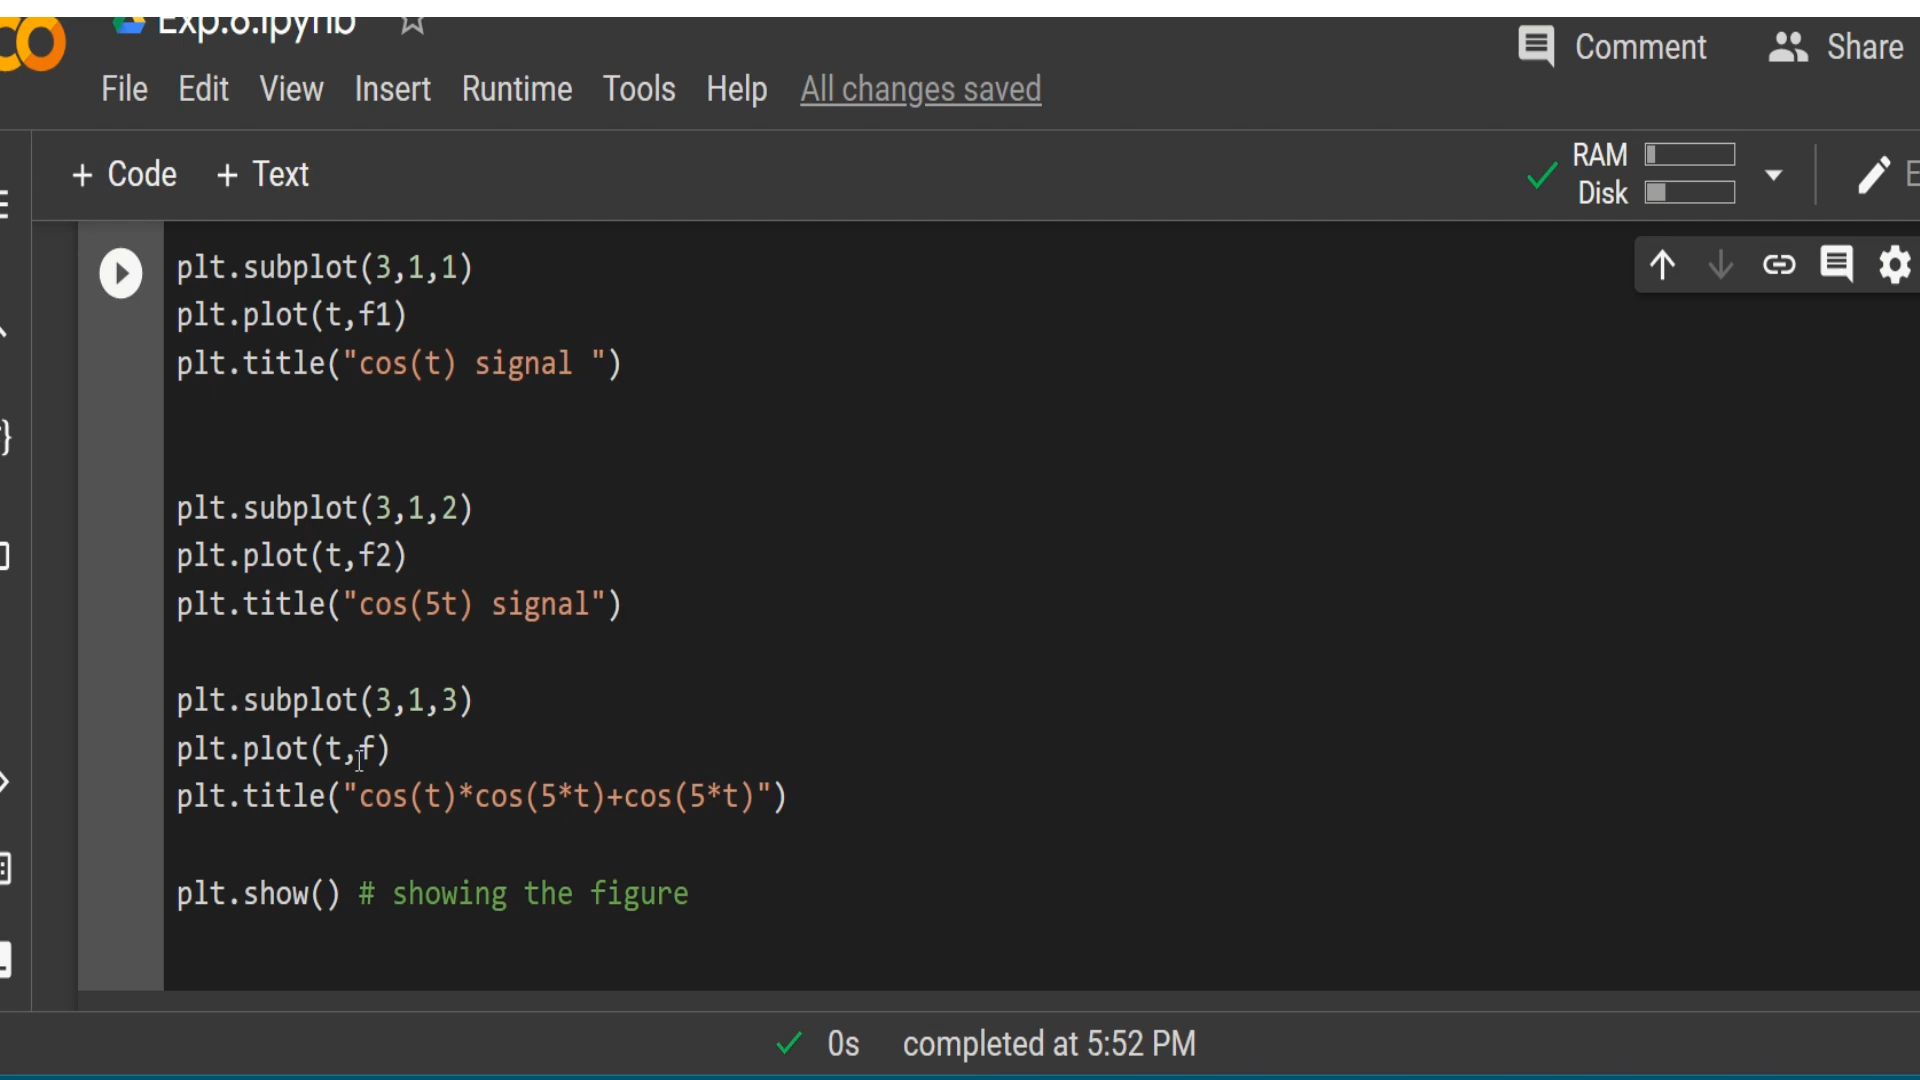 Exp.6.ipynb
Comment Share
File Edit View Insert Runtime Tools Help All changes saved
+ Code + Text
RAM
Disk
plt.subplot(3,1,1)
plt.plot(t,f1)
plt.title("cos(t) signal ")
plt.subplot(3,1,2)
plt.plot(t,f2)
plt.title("cos(5t) signal")
plt.subplot(3,1,3)
plt.plot(t,f)
plt.title("cos(t)*cos(5*t)+cos(5*t)")
plt.show() # showing the figure
0s completed at 5:52 PM